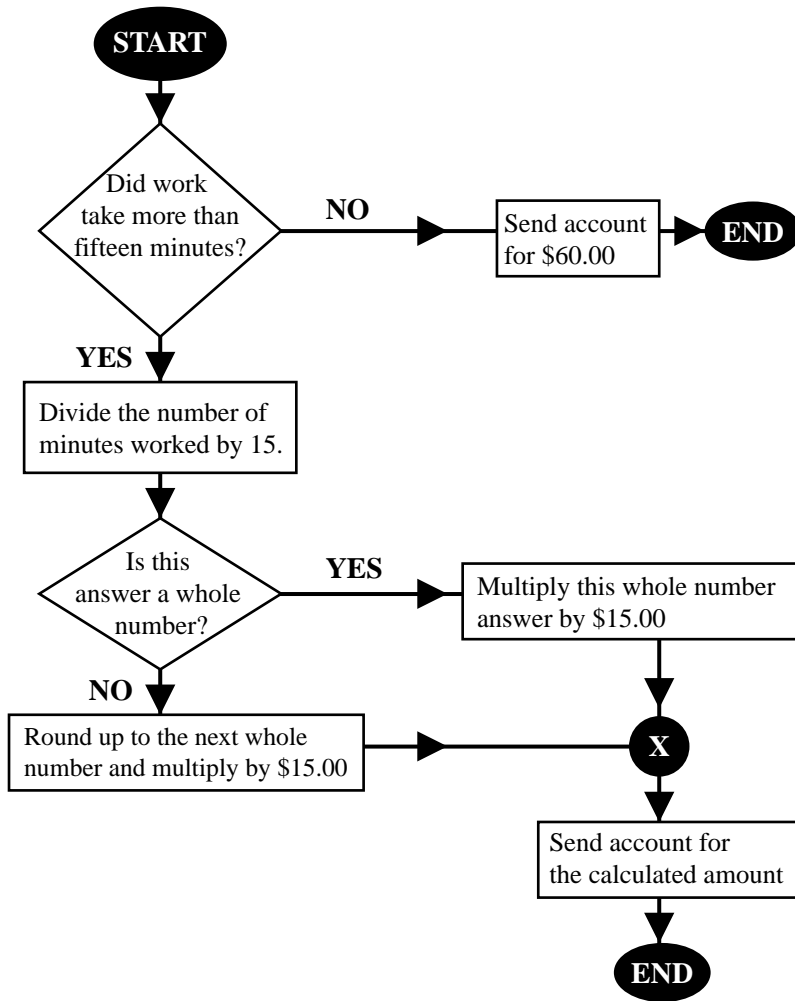 START
Did work
take more than
fifteen minutes?
NO
Send account
for $60.00
END
YES
Divide the number of
minutes worked by 15.
Is this
answer a whole
number?
YES
Multiply this whole number
answer by $15.00
NO
Round up to the next whole
number and multiply by $15.00
X
Send account for
the calculated amount
END